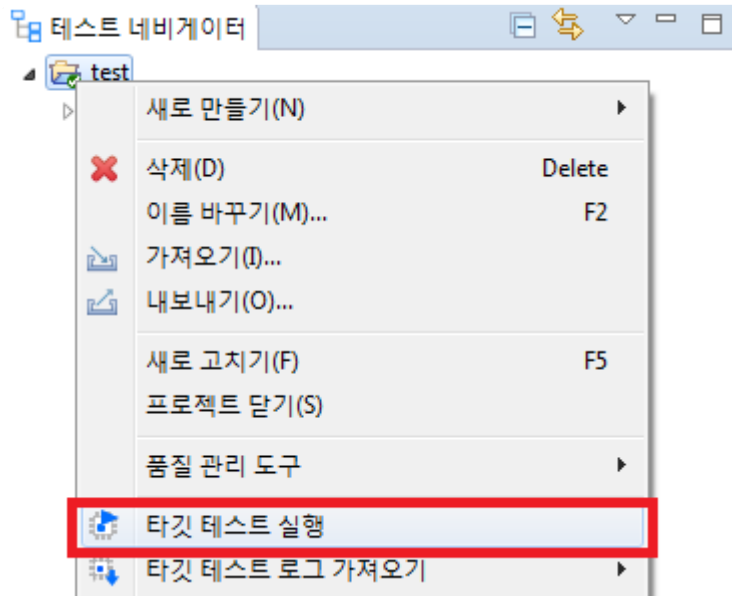 테스트 네비게이터
test
새로 만들기(N)
삭제(D) Delete
이름 바꾸기(M)... F2
가져오기(I)...
내보내기(O)...
새로 고치기(F) F5
프로젝트 닫기(S)
품질 관리 도구
타깃 테스트 실행
타깃 테스트 로그 가져오기